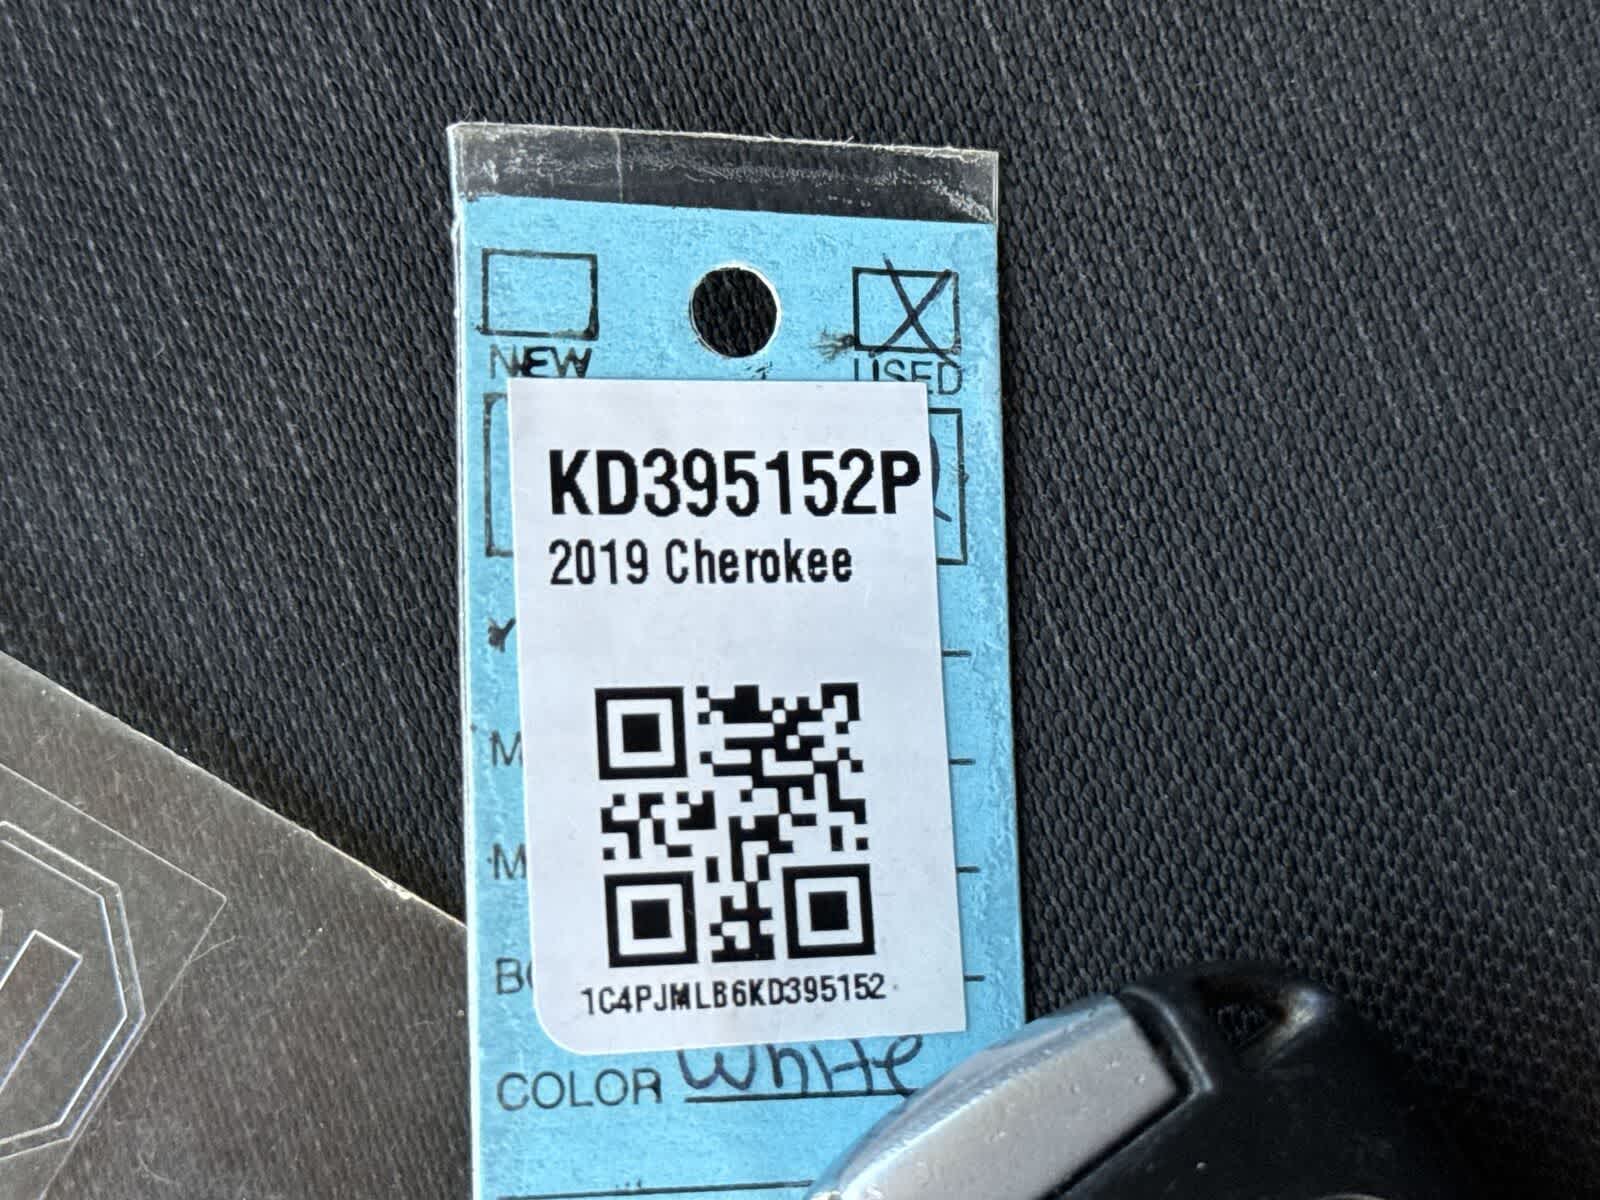 NEW
USED
KD395152P
2019 Cherokee
1C4PJMLB6KD395152
COLOR White